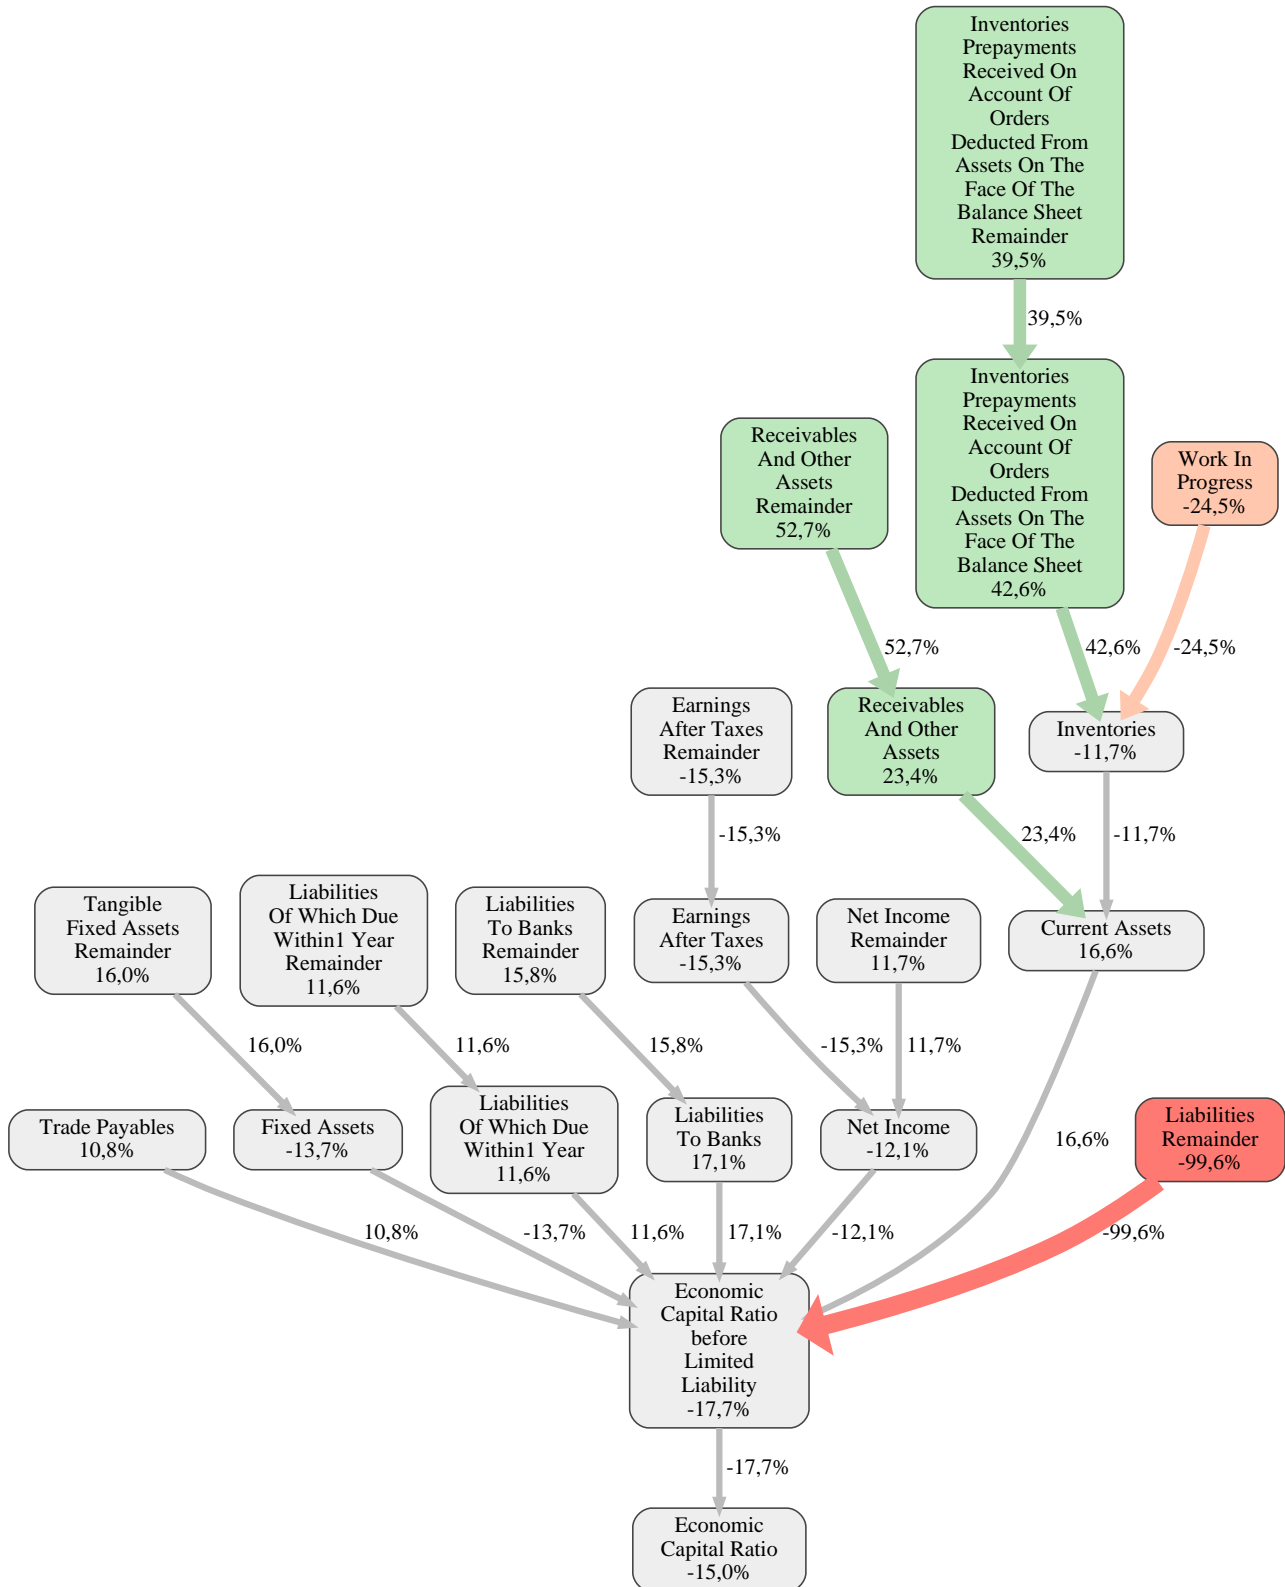 Inventories
Prepayments
Received On
Account Of
Orders
Deducted From
Assets On The
Face Of The
Balance Sheet
Remainder
39,5%
39,5%
Inventories
Prepayments
Received On
Account Of
Orders
Deducted From
Assets On The
Face Of The
Balance Sheet
42,6%
Receivables
And Other
Assets
Remainder
52,7%
Work In
Progress
-24,5%
52,7%
42,6%
-24,5%
Earnings
After Taxes
Remainder
-15,3%
Receivables
And Other
Assets
23,4%
Inventories
-11,7%
-15,3%
23,4%
-11,7%
Tangible
Fixed Assets
Remainder
16,0%
Liabilities
Of Which Due
Within1 Year
Remainder
11,6%
Liabilities
To Banks
Remainder
15,8%
Earnings
After Taxes
-15,3%
Net Income
Remainder
11,7%
Current Assets
16,6%
16,0%
11,6%
15,8%
-15,3%
11,7%
Trade Payables
10,8%
Fixed Assets
-13,7%
Liabilities
Of Which Due
Within1 Year
11,6%
Liabilities
To Banks
17,1%
Net Income
-12,1%
16,6%
Liabilities
Remainder
-99,6%
10,8%
-13,7%
11,6%
17,1%
-12,1%
-99,6%
Economic
Capital Ratio
before
Limited
Liability
-17,7%
-17,7%
Economic
Capital Ratio
-15,0%